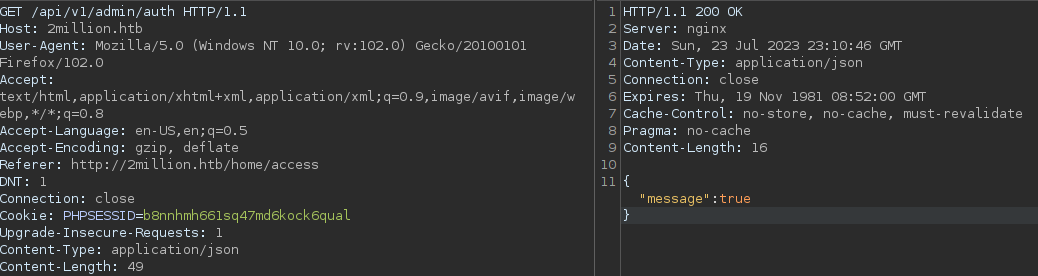 GET /api/v1/admin/auth HTTP/1.1
Host: 2million.htb
User-Agent: Mozilla/5.0 (Windows NT 10.0; rv:102.0) Gecko/20100101
Firefox/102.0
Accept:
text/html,application/xhtml+xml,application/xml;q=0.9,image/avif,image/w
ebp,*/*;q=0.8
Accept-Language: en-US,en;q=0.5
Accept-Encoding: gzip, deflate
Referer: http://2million.htb/home/access
DNT: 1
Connection: close
Cookie: PHPSESSID=b8nnhmh661sq47md6kock6qual
Upgrade-Insecure-Requests: 1
Content-Type: application/json
Content-Length: 49
1 HTTP/1.1 200 OK
2 Server: nginx
3 Date: Sun, 23 Jul 2023 23:10:46 GMT
4 Content-Type: application/json
5 Connection: close
6 Expires: Thu, 19 Nov 1981 08:52:00 GMT
7 Cache-Control: no-store, no-cache, must-revalidate
8 Pragma: no-cache
9 Content-Length: 16
10
11 {
"message":true
}